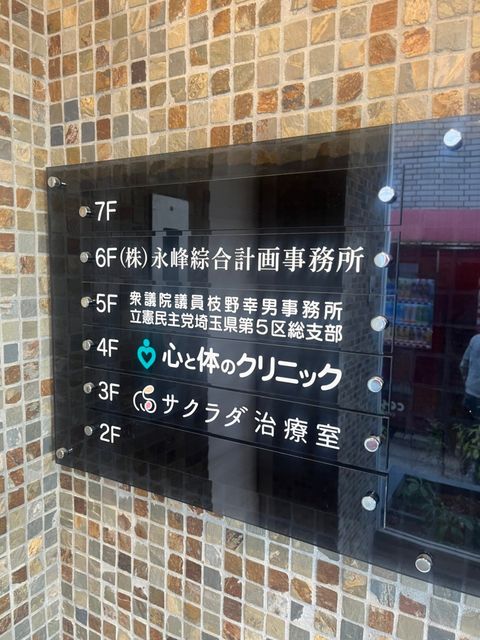 7F
6F (株)永峰綜合計画事務所
5F 衆議院議員枝野幸男事務所
立憲民主党埼玉県第5区総支部
4F 心と体のクリニック
3F サクラダ治療室
2F